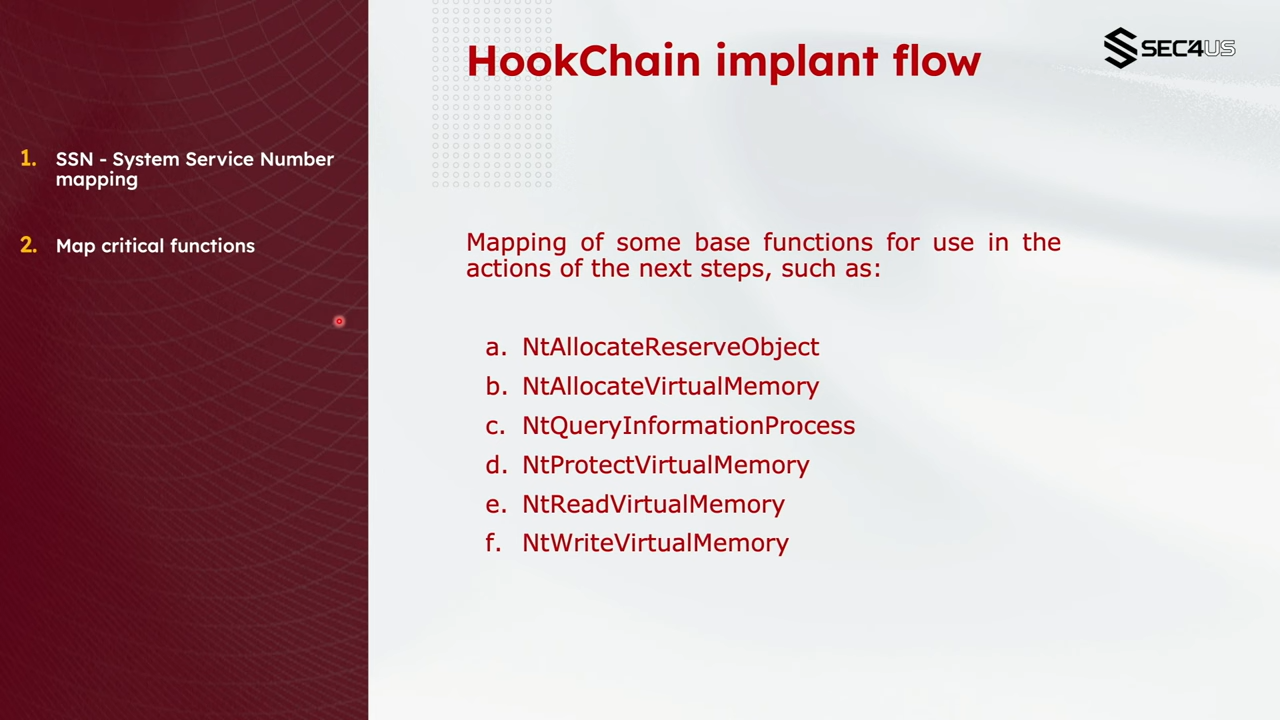 HookChain implant flow
SEC4US
1. SSN - System Service Number
mapping
2. Map critical functions
Mapping of some base functions for use in the
actions of the next steps, such as:
a. NtAllocateReserveObject
b. NtAllocateVirtualMemory
c. NtQueryInformationProcess
d. NtProtectVirtualMemory
e. NtReadVirtualMemory
f. NtWriteVirtualMemory